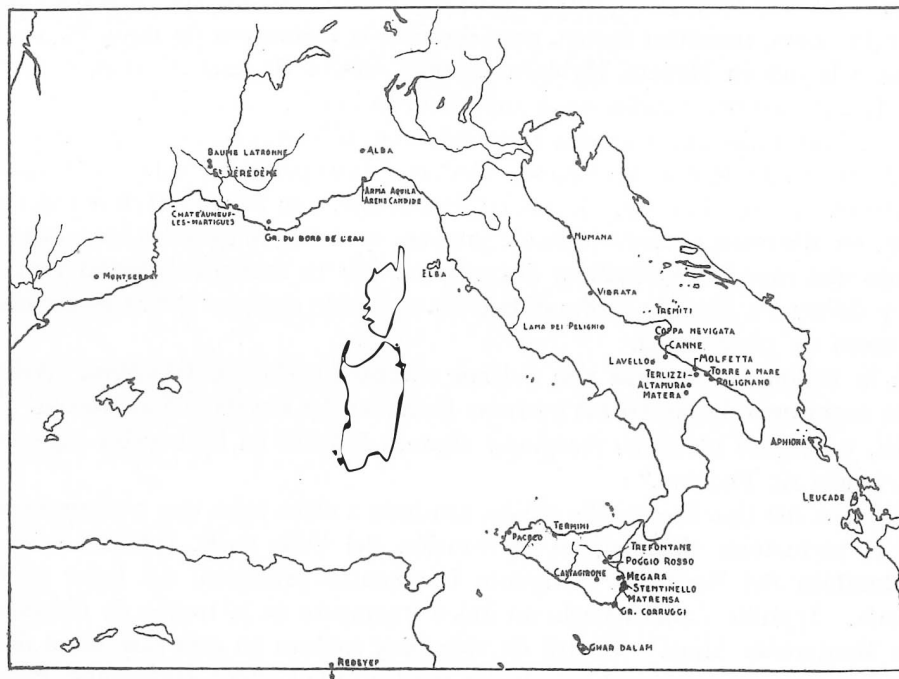 BAUME LATRONNE
ST VÉRÉDÈME
ALBA
ARMA AQUILA
ARENE CANDIDE
CHATEAUNEUF-
LES-MARTIGUES
GR. DU BORD DE L'EAU
NUMANA
MONTSERRAT
ELBA
VIBRATA
TREMITI
LAMA DEI PELIGNI
COPPA NEVIGATA
CANNE
LAVELLO
MOLFETTA
TERLIZZI
TORRE A MARE
ALTAMURA
POLIGNANO
MATERA
APHIONA
LEUCADE
TERMINI
PACECO
TREFONTANE
POGGIO ROSSO
CALTAGIRONE
MEGARA
STENTINELLO
MATRENSA
GR. CORRUGGI
GHAR DALAM
REDEYEF